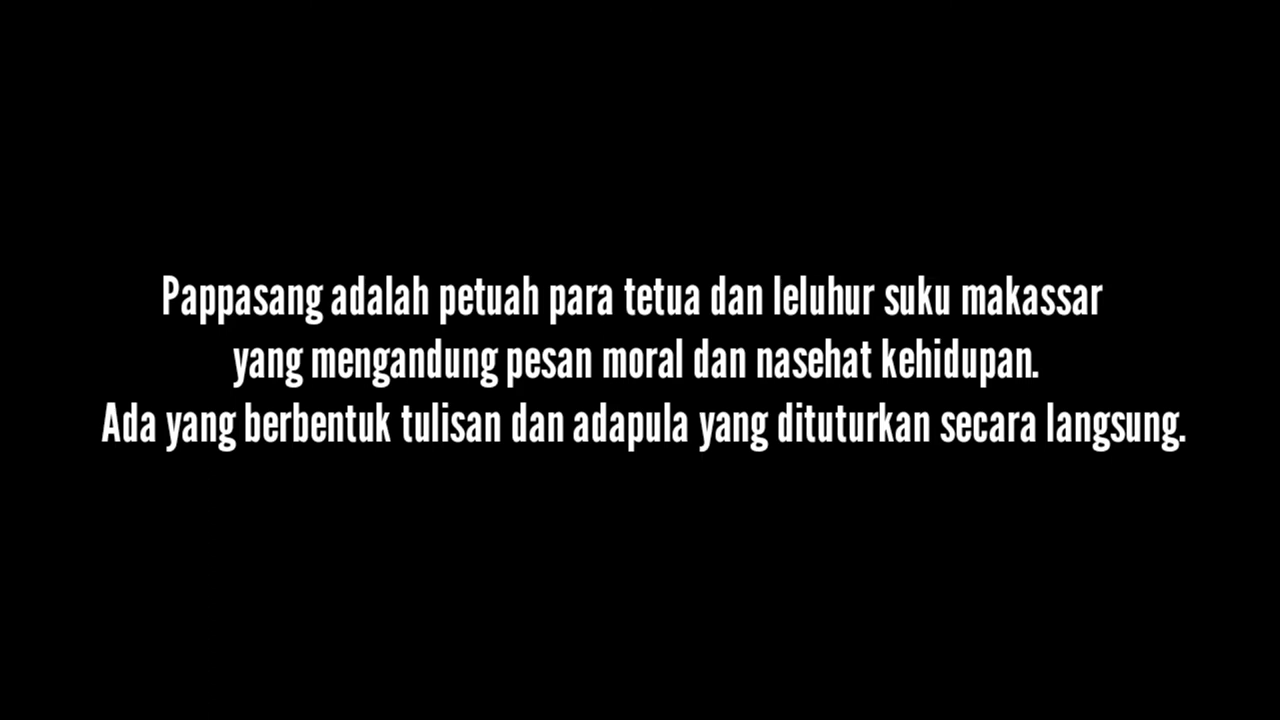 Pappasang adalah petuah para tetua dan leluhur suku makassar
yang mengandung pesan moral dan nasehat kehidupan.
Ada yang berbentuk tulisan dan adapula yang dituturkan secara langsung.